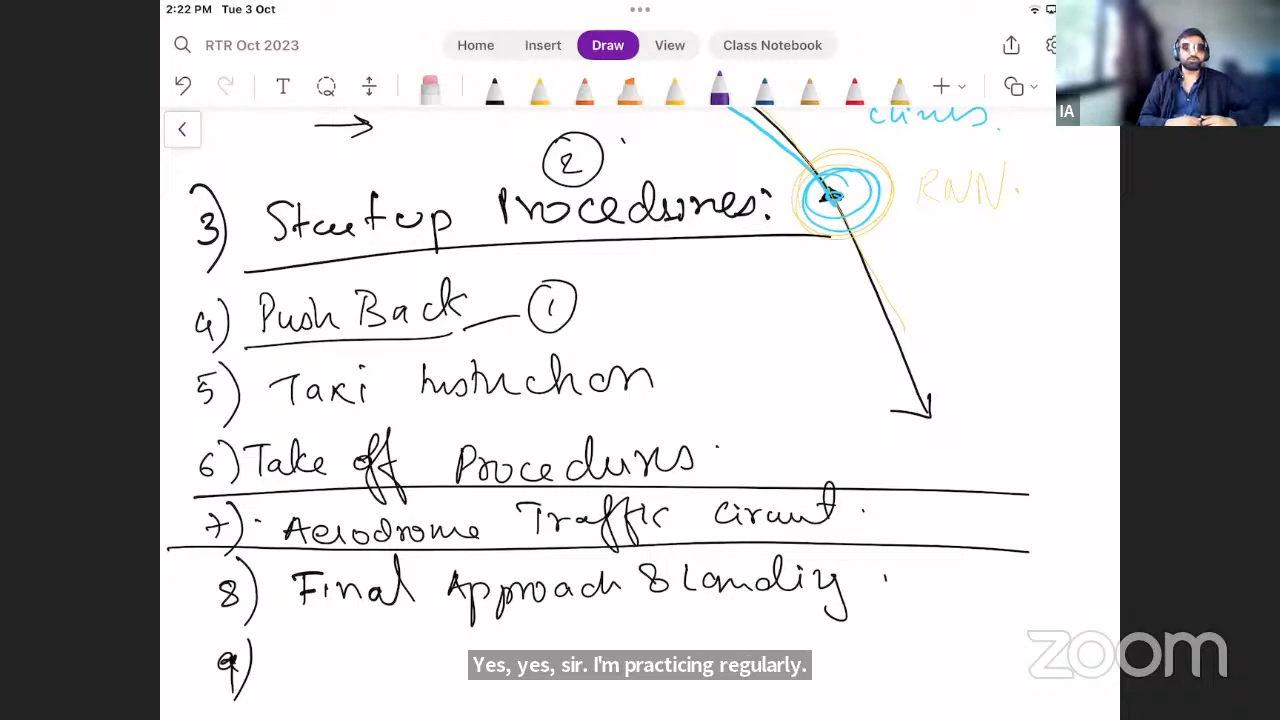 2:22 PM Tue 3 Oct
RTR Oct 2023
Home Insert Draw View Class Notebook
T
IA
RNN.
2
3) Startup Procedures:
4) Push Back — 1
5) Taxi Instruction
6) Take off Procedures.
7) Aerodrome Traffic Circuit.
8) Final Approach & Landing.
9)
Yes, yes, sir. I'm practicing regularly.
zoom